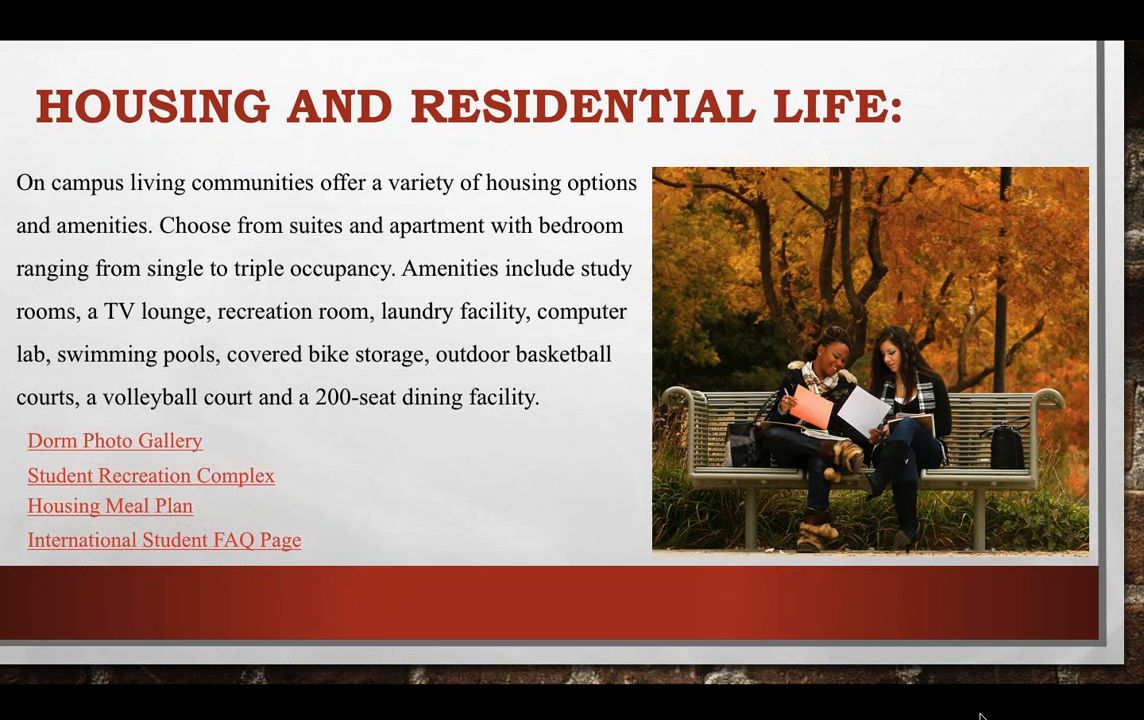 HOUSING AND RESIDENTIAL LIFE:
On campus living communities offer a variety of housing options
and amenities. Choose from suites and apartment with bedroom
ranging from single to triple occupancy. Amenities include study
rooms, a TV lounge, recreation room, laundry facility, computer
lab, swimming pools, covered bike storage, outdoor basketball
courts, a volleyball court and a 200-seat dining facility.
Dorm Photo Gallery
Student Recreation Complex
Housing Meal Plan
International Student FAQ Page